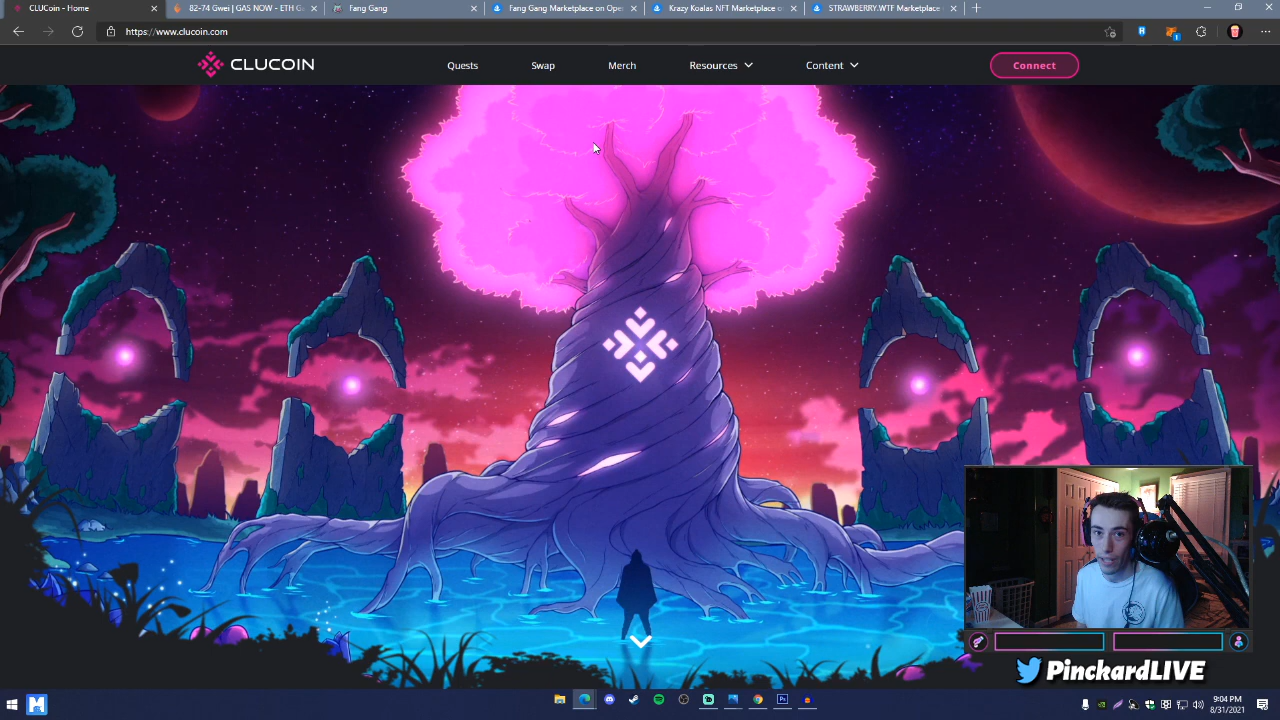 CLUCoin - Home
82-74 Gwei | GAS NOW - ETH G
Fang Gang
Fang Gang Marketplace on Open
Krazy Koalas NFT Marketplace o
STRAWBERRY.WTF Marketplace
https://www.clucoin.com
CLUCOIN
Quests
Swap
Merch
Resources
Content
Connect
PinckardLIVE
9:04 PM
8/31/2021